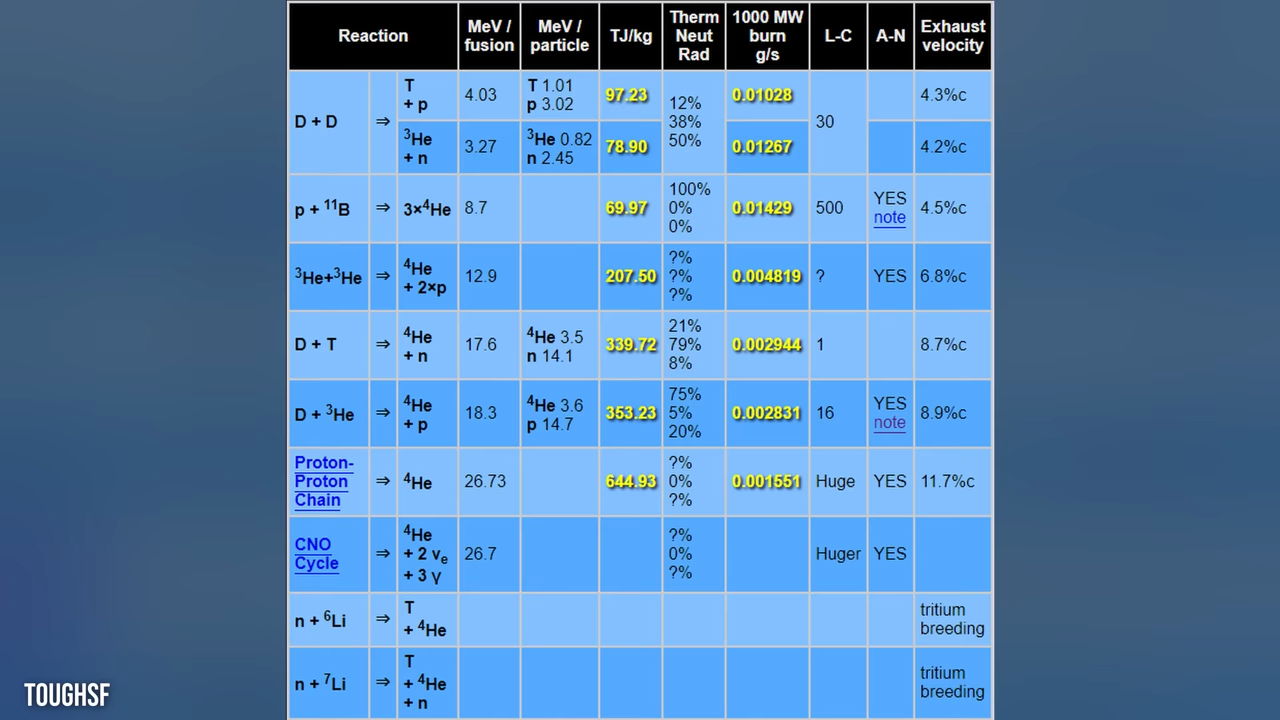 Reaction MeV / fusion MeV / particle TJ/kg Therm Neut Rad 1000 MW burn g/s L-C A-N Exhaust velocity
D + D ⇒ T + p 4.03 T 1.01 p 3.02 97.23 12% 38% 50% 0.01028 30 4.3%c
³He + n 3.27 ³He 0.82 n 2.45 78.90 0.01267 4.2%c
p + ¹¹B ⇒ 3×⁴He 8.7 69.97 100% 0% 0% 0.01429 500 YES note 4.5%c
³He+³He ⇒ ⁴He + 2×p 12.9 207.50 ?% ?% ?% 0.004819 ? YES 6.8%c
D + T ⇒ ⁴He + n 17.6 ⁴He 3.5 n 14.1 339.72 21% 79% 8% 0.002944 1 8.7%c
D + ³He ⇒ ⁴He + p 18.3 ⁴He 3.6 p 14.7 353.23 75% 5% 20% 0.002831 16 YES note 8.9%c
Proton-Proton Chain ⇒ ⁴He 26.73 644.93 ?% 0% ?% 0.001551 Huge YES 11.7%c
CNO Cycle ⇒ ⁴He + 2 νₑ + 3 γ 26.7 ?% 0% ?% Huger YES
n + ⁶Li ⇒ T + ⁴He tritium breeding
n + ⁷Li ⇒ T + ⁴He + n tritium breeding
TOUGHSF